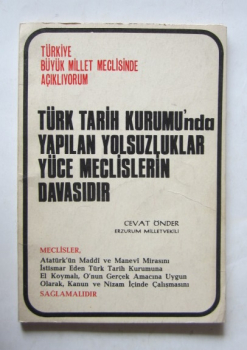 TÜRKİYE
BÜYÜK MİLLET MECLİSİNDE
AÇIKLIYORUM
TÜRK TARİH KURUMU'nda
YAPILAN YOLSUZLUKLAR
YÜCE MECLİSLERİN
DAVASIDIR
CEVAT ÖNDER
ERZURUM MİLLETVEKİLİ
MECLİSLER,
Atatürk'ün Maddî ve Manevî Mirasını
İstismar Eden Türk Tarih Kurumuna
El Koymalı, O'nun Gerçek Amacına Uygun
Olarak, Kanun ve Nizam İçinde Çalışmasını
SAĞLAMALIDIR